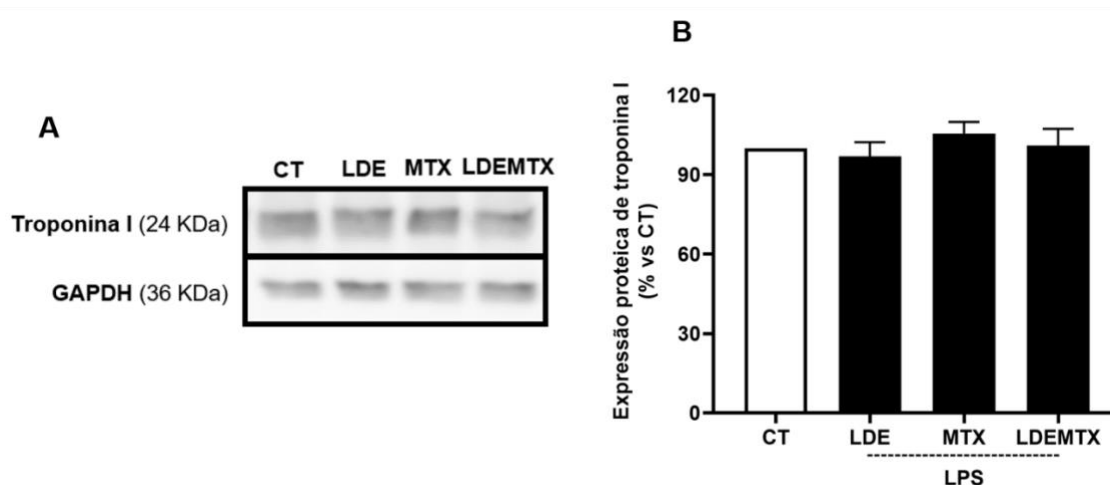 A
CT LDE MTX LDEMTX
Troponina I (24 KDa)
GAPDH (36 KDa)
B
Expressão proteica de troponina I
(% vs CT)
120
90
60
30
0
CT LDE MTX LDEMTX
LPS